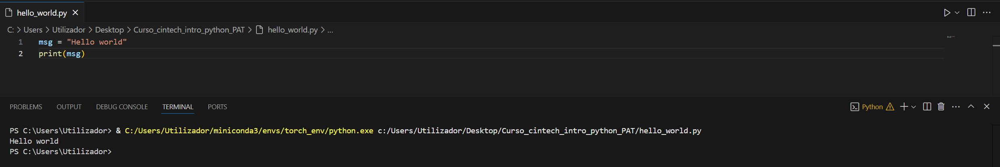 hello_world.py
C: > Users > Utilizador > Desktop > Curso_cintech_intro_python_PAT > hello_world.py > ...
1 msg = "Hello world"
2 print(msg)
PROBLEMS OUTPUT DEBUG CONSOLE TERMINAL PORTS Python
PS C:\Users\Utilizador> & C:/Users/Utilizador/miniconda3/envs/torch_env/python.exe c:/Users/Utilizador/Desktop/Curso_cintech_intro_python_PAT/hello_world.py
Hello world
PS C:\Users\Utilizador>